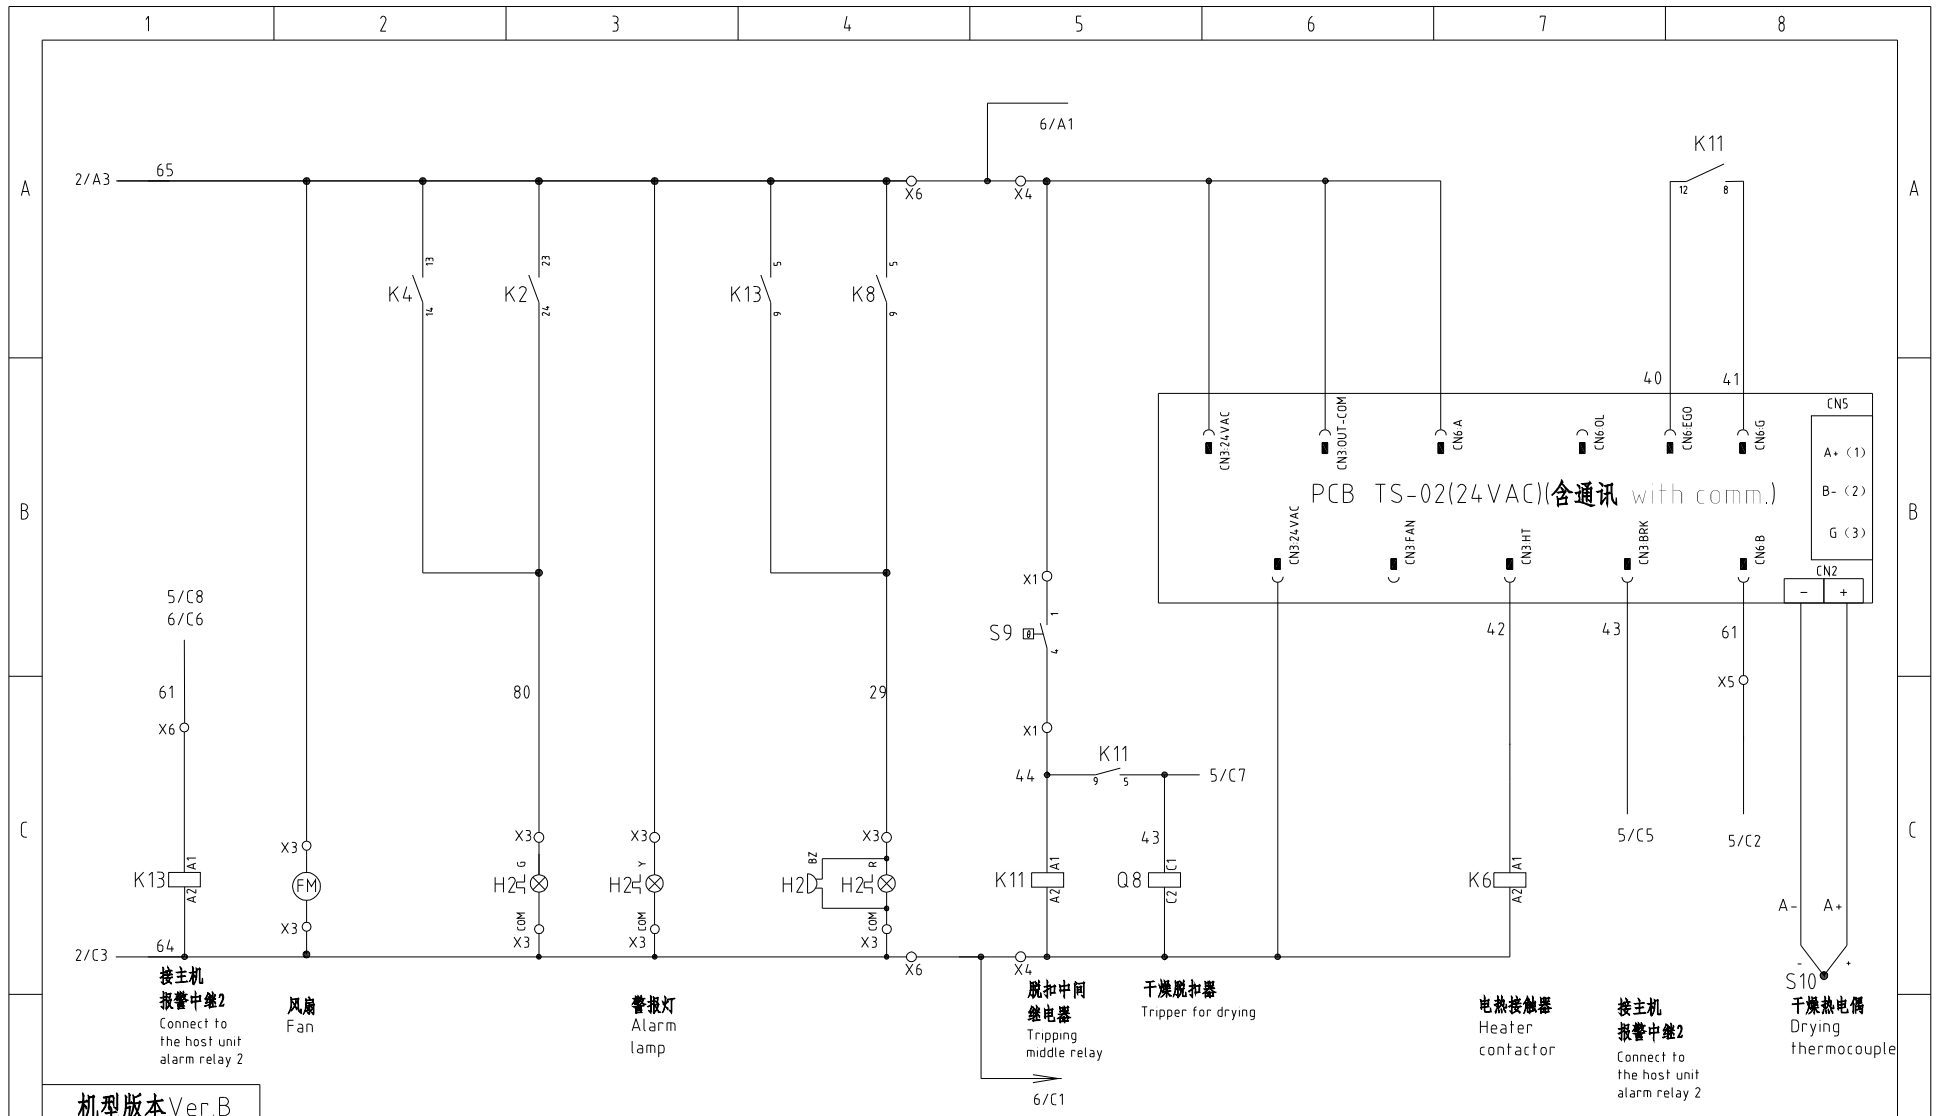 1 2 3 4 5 6 7 8
6/A1
K11
2/A3 65
A A
X6 X4
12 8
13 23 5 5
K4 K2 K13 K8
14 24 9 9
40 41
CN5
CN3:24VAC CN3:OUT-COM CN6:A CN6:OL CN6:EGO CN6:G
A+ (1)
PCB TS-02(24VAC)(含通讯 with comm.)
B- (2)
B B
G (3)
CN3:24VAC CN3:FAN CN3:HT CN3:BRK CN6:B
CN2
- +
X1
5/C8
6/C6
1
S9
4
42 43 61
X5
61 80 29
X6 X1
K11
44 9 5 5/C7
C C
X3 X3 X3 X3
43
5/C5 5/C2
K13 A1 A2
FM
H2 G COM
H2 Y COM
H2 BZ
H2 R COM
K11 A1 A2
Q8 C1 C2
K6 A1 A2
A- A+
X3 X3 X3 X3
2/C3 64
X6 X4
- +
S10
接主机
报警中继2
Connect to
the host unit
alarm relay 2
风扇
Fan
警报灯
Alarm
lamp
脱扣中间
继电器
Tripping
middle relay
干燥脱扣器
Tripper for drying
电热接触器
Heater
contactor
接主机
报警中继2
Connect to
the host unit
alarm relay 2
干燥热电偶
Drying
thermocouple
6/C1
机型版本Ver.B